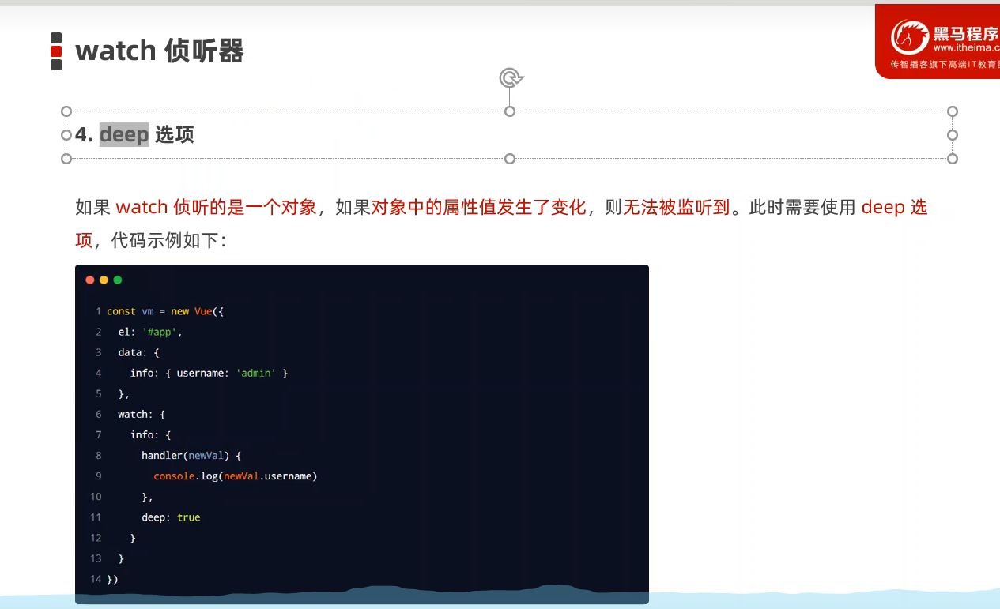 watch 侦听器
黑马程序
www.itheima.c
传智播客旗下高端IT教育
4. deep 选项
如果 watch 侦听的是一个对象，如果对象中的属性值发生了变化，则无法被监听到。此时需要使用 deep 选
项，代码示例如下：
1 const vm = new Vue({
2   el: '#app',
3   data: {
4     info: { username: 'admin' }
5   },
6   watch: {
7     info: {
8       handler(newVal) {
9         console.log(newVal.username)
10       },
11       deep: true
12     }
13   }
14 })